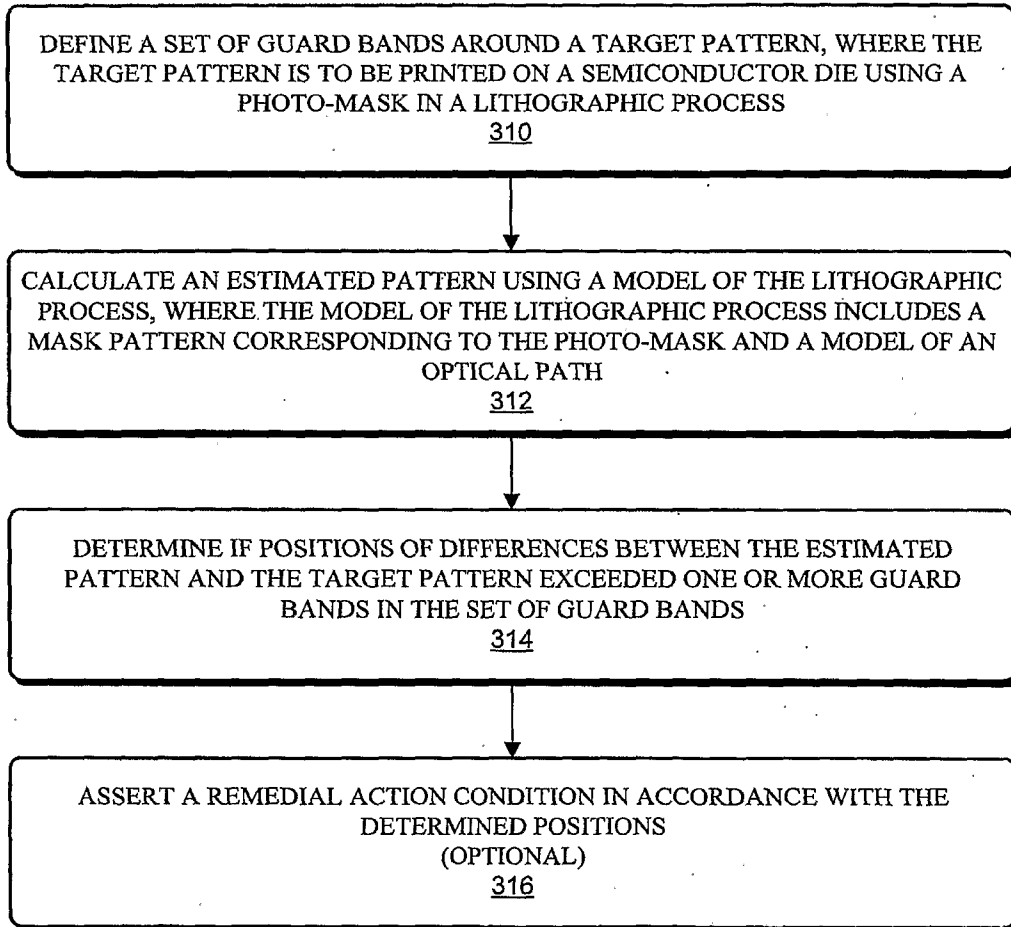 DEFINE A SET OF GUARD BANDS AROUND A TARGET PATTERN, WHERE THE
TARGET PATTERN IS TO BE PRINTED ON A SEMICONDUCTOR DIE USING A
PHOTO-MASK IN A LITHOGRAPHIC PROCESS
310
CALCULATE AN ESTIMATED PATTERN USING A MODEL OF THE LITHOGRAPHIC
PROCESS, WHERE THE MODEL OF THE LITHOGRAPHIC PROCESS INCLUDES A
MASK PATTERN CORRESPONDING TO THE PHOTO-MASK AND A MODEL OF AN
OPTICAL PATH
312
DETERMINE IF POSITIONS OF DIFFERENCES BETWEEN THE ESTIMATED
PATTERN AND THE TARGET PATTERN EXCEEDED ONE OR MORE GUARD
BANDS IN THE SET OF GUARD BANDS
314
ASSERT A REMEDIAL ACTION CONDITION IN ACCORDANCE WITH THE
DETERMINED POSITIONS
(OPTIONAL)
316